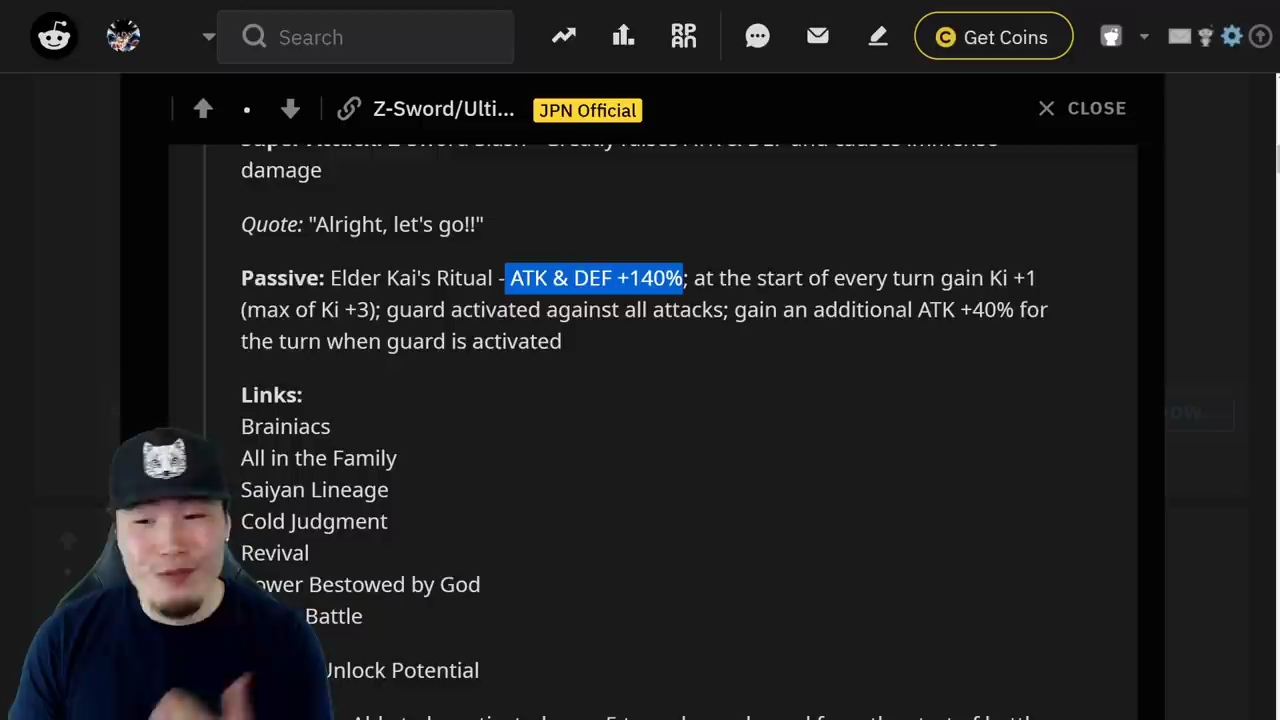 Search
Get Coins
Z-Sword/Ulti... JPN Official
CLOSE
damage
Quote: "Alright, let's go!!"
Passive: Elder Kai's Ritual - ATK & DEF +140%; at the start of every turn gain Ki +1
(max of Ki +3); guard activated against all attacks; gain an additional ATK +40% for
the turn when guard is activated
Links:
Brainiacs
All in the Family
Saiyan Lineage
Cold Judgment
Revival
Power Bestowed by God
Battle
Unlock Potential